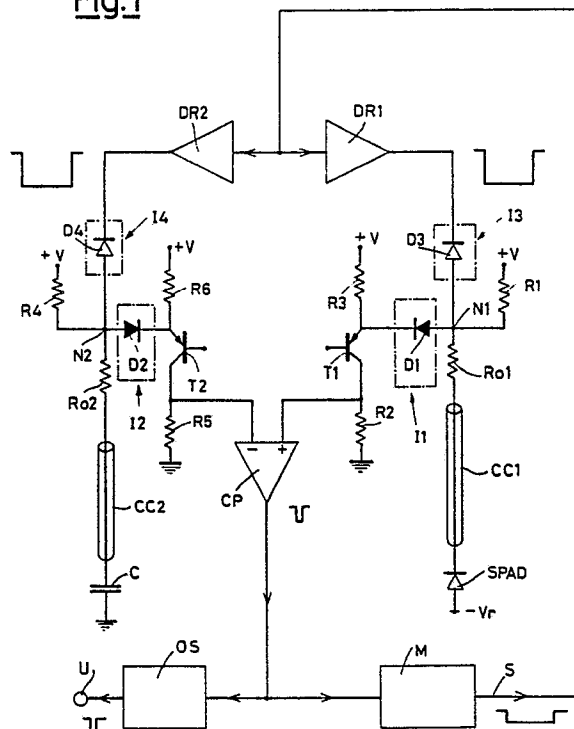 Fig.1
DR2
DR1
D4
I4
I3
D3
+V
+V
+V
+V
R4
R6
R3
R1
N2
N1
D2
D1
T2
T1
Ro2
Ro1
I2
I1
R5
R2
- +
CP
CC2
CC1
C
SPAD
-Vr
U
OS
M
S